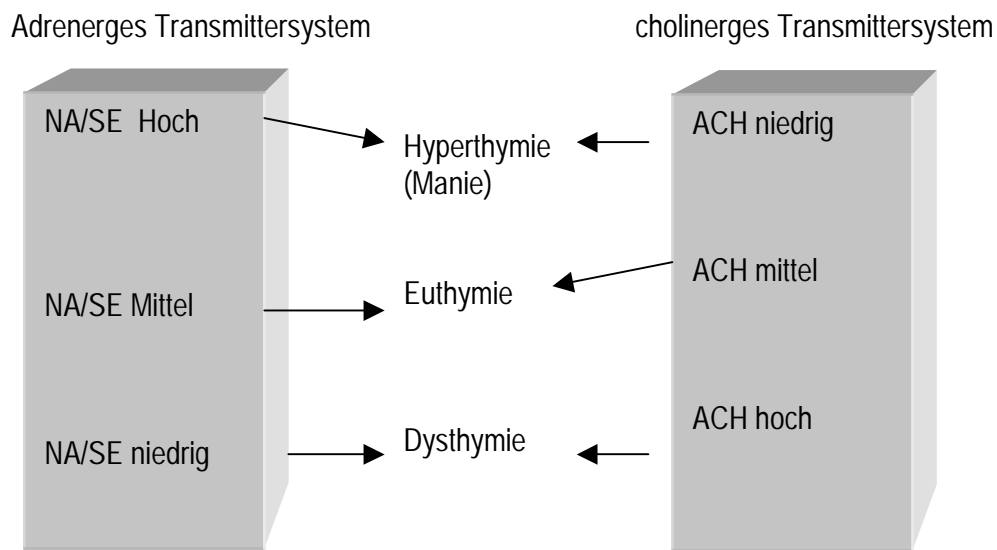 Adrenerges Transmittersystem
cholinerges Transmittersystem
NA/SE Hoch
Hyperthymie
(Manie)
ACH niedrig
NA/SE Mittel
Euthymie
ACH mittel
NA/SE niedrig
Dysthymie
ACH hoch